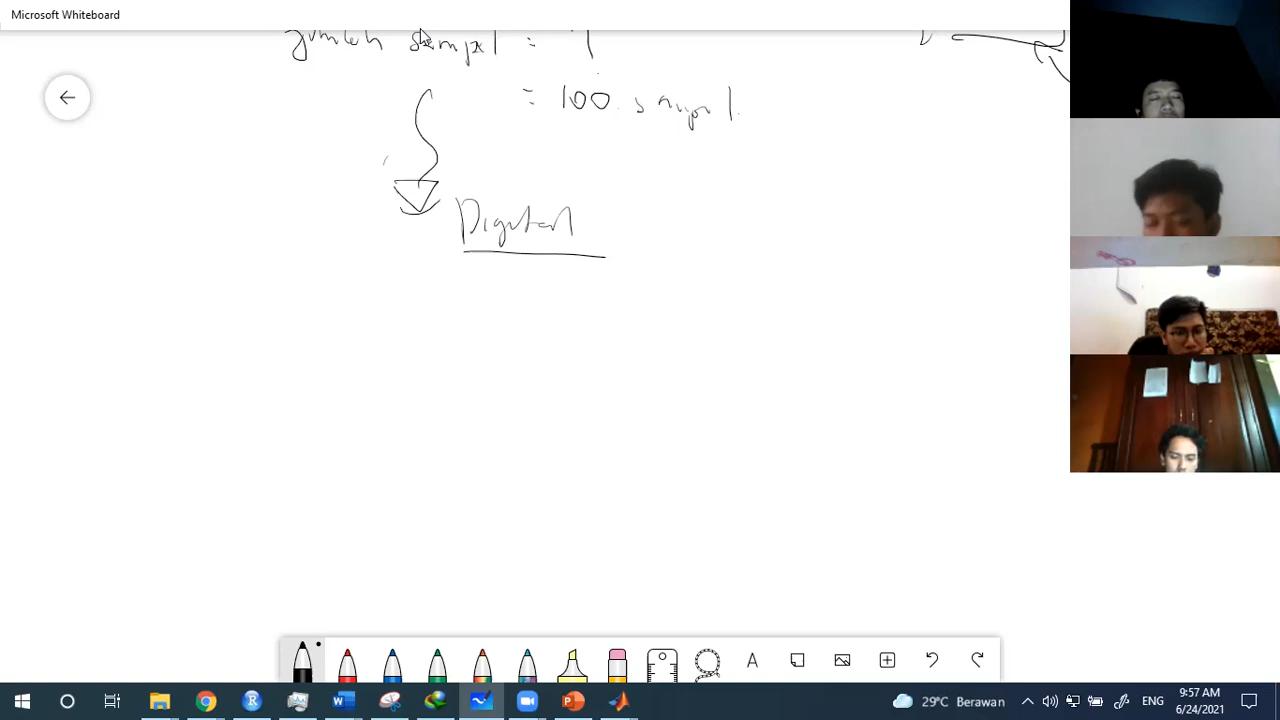 Microsoft Whiteboard
Jumlah sampel =
= 100 sampel.
Digital
29°C Berawan
ENG
9:57 AM
6/24/2021